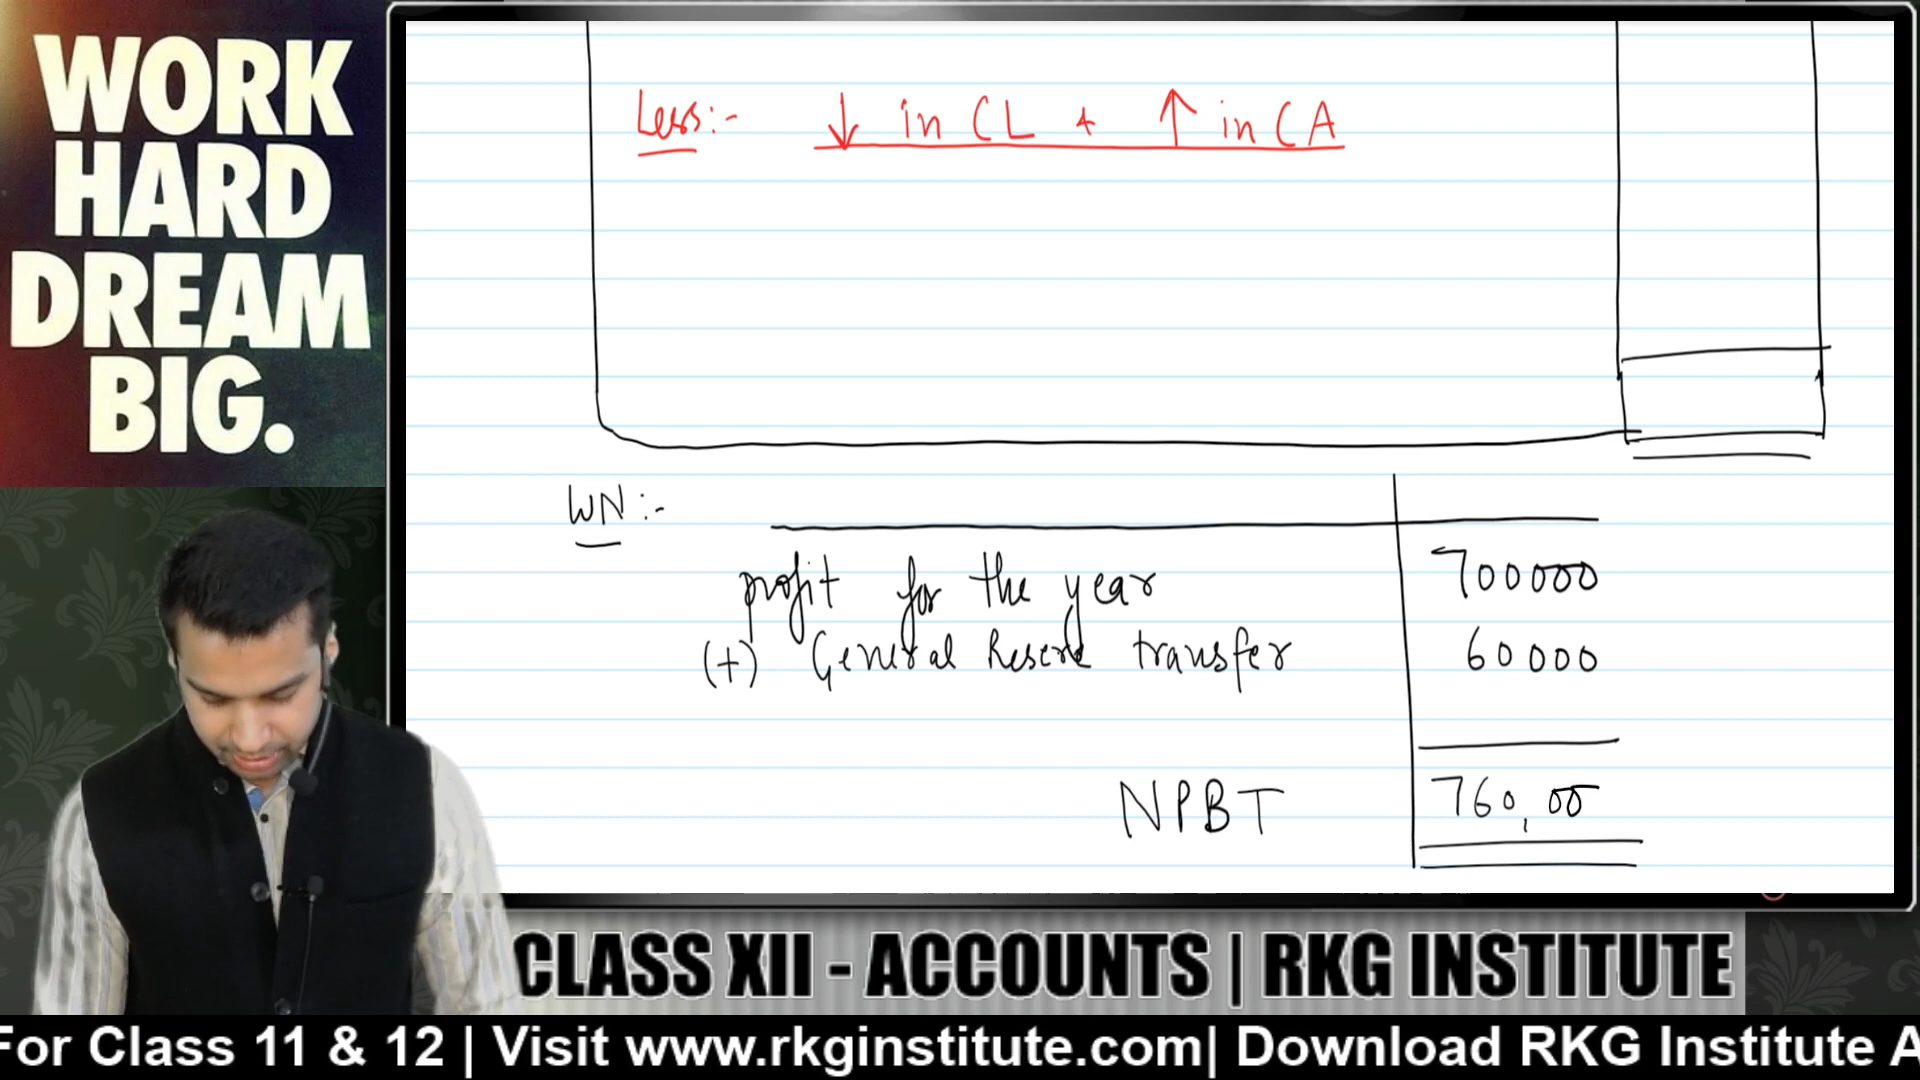 WORK
HARD
DREAM
BIG.
Less:- ↓ in CL + ↑ in CA
WN:-
profit for the year 700000
(+) General Reserve transfer 60000
NPBT 760,00
CLASS XII - ACCOUNTS | RKG INSTITUTE
For Class 11 & 12 | Visit www.rkginstitute.com| Download RKG Institute A